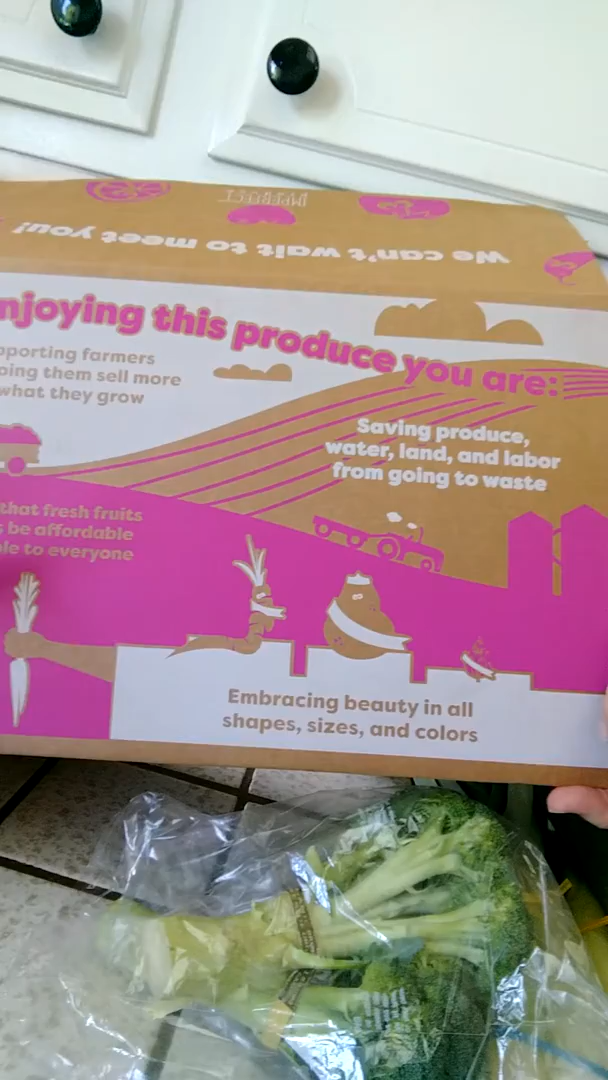 IMPERFECT
We can't wait to meet you!
njoying this produce you are:
pporting farmers
ping them sell more
what they grow
Saving produce,
water, land, and labor
from going to waste
that fresh fruits
be affordable
le to everyone
Embracing beauty in all
shapes, sizes, and colors